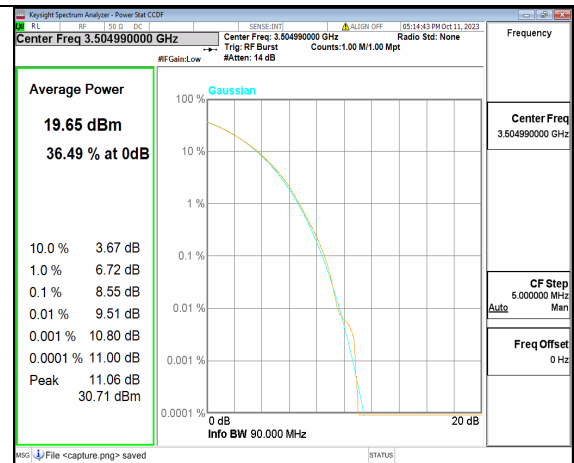 Keysight Spectrum Analyzer - Power Stat CCDF
RL RF 50 Ω DC SENSE:INT ALIGN OFF 05:14:43 PM Oct 11, 2023
Center Freq 3.504990000 GHz
Center Freq: 3.504990000 GHz Radio Std: None
Trig: RF Burst Counts:1.00 M/1.00 Mpt
#IFGain:Low #Atten: 14 dB
Frequency
Average Power
19.65 dBm
36.49 % at 0dB
10.0 % 3.67 dB
1.0 % 6.72 dB
0.1 % 8.55 dB
0.01 % 9.51 dB
0.001 % 10.80 dB
0.0001 % 11.00 dB
Peak 11.06 dB
30.71 dBm
Gaussian
100 %
10 %
1 %
0.1 %
0.01 %
0.001 %
0.0001 %
0 dB 20 dB
Info BW 90.000 MHz
Center Freq
3.504990000 GHz
CF Step
5.000000 MHz
Auto Man
Freq Offset
0 Hz
MSG File <capture.png> saved STATUS